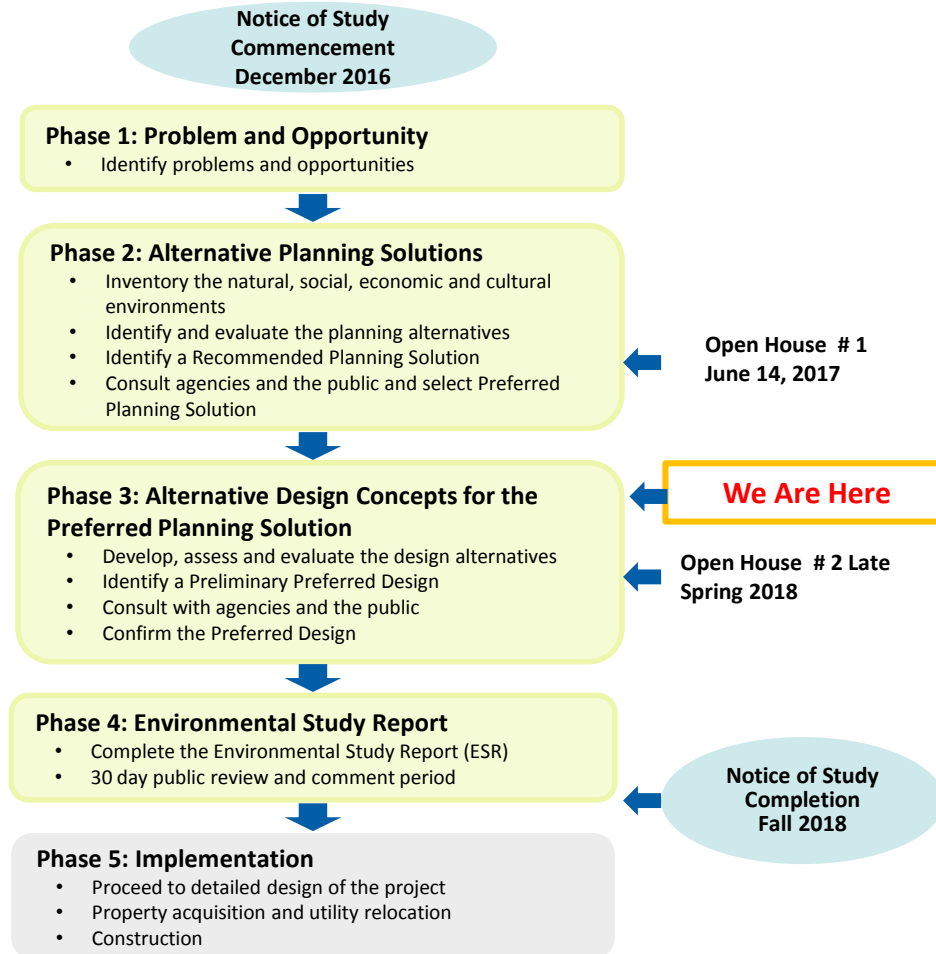 Notice of Study
Commencement
December 2016
Phase 1: Problem and Opportunity
• Identify problems and opportunities
Phase 2: Alternative Planning Solutions
• Inventory the natural, social, economic and cultural
environments
• Identify and evaluate the planning alternatives
• Identify a Recommended Planning Solution
• Consult agencies and the public and select Preferred
Planning Solution
Open House # 1
June 14, 2017
Phase 3: Alternative Design Concepts for the
Preferred Planning Solution
• Develop, assess and evaluate the design alternatives
• Identify a Preliminary Preferred Design
• Consult with agencies and the public
• Confirm the Preferred Design
We Are Here
Open House # 2 Late
Spring 2018
Phase 4: Environmental Study Report
• Complete the Environmental Study Report (ESR)
• 30 day public review and comment period
Notice of Study
Completion
Fall 2018
Phase 5: Implementation
• Proceed to detailed design of the project
• Property acquisition and utility relocation
• Construction